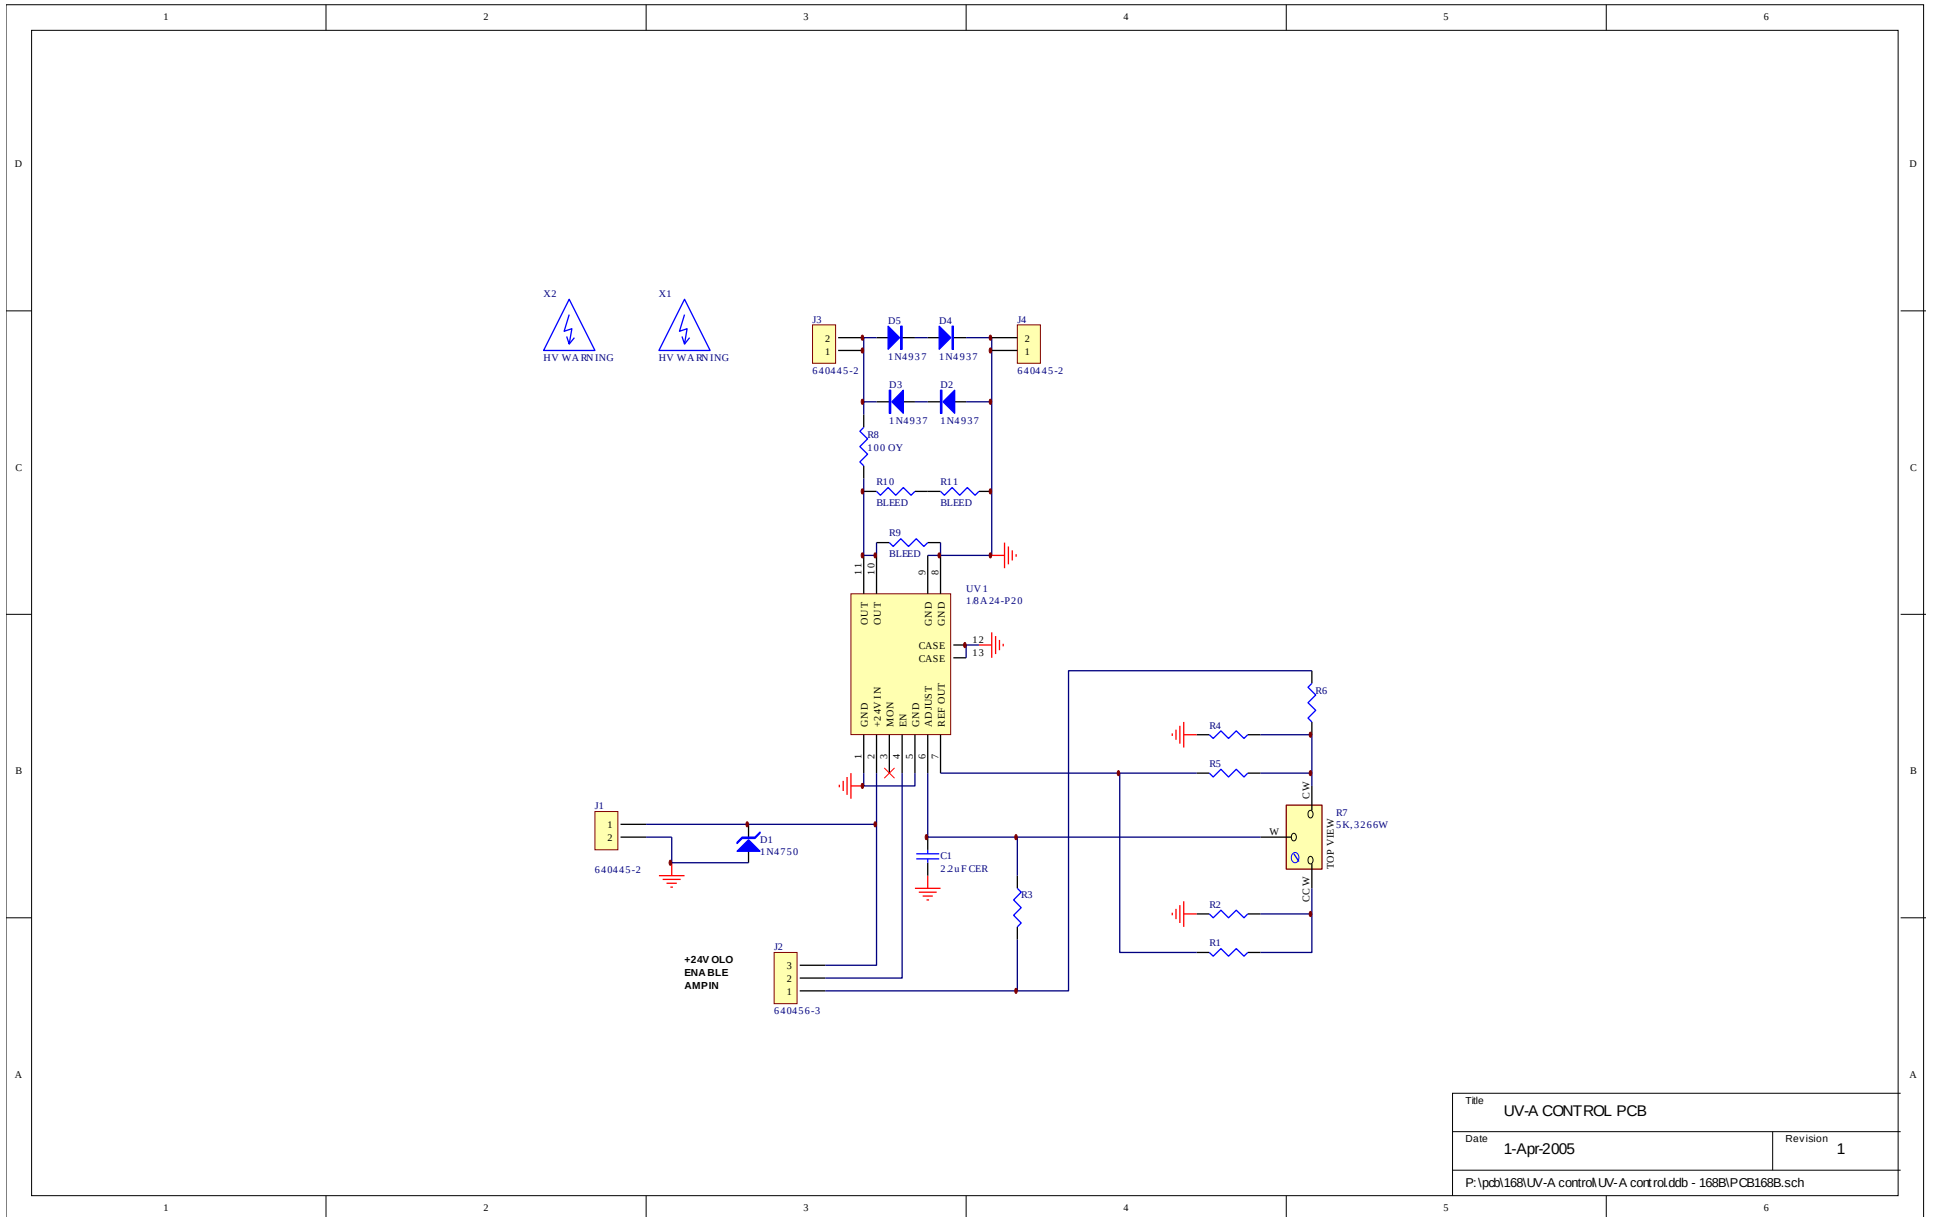 1 2 3 4 5 6
D D
X2 X1
HV WARNING HV WARNING
J3 D5 D4 J4
2 2
1 1
1N4937 1N4937
640445-2 640445-2
D3 D2
1N4937 1N4937
R8
100 OY
C C
R10 R11
BLEED BLEED
R9
BLEED
11 10 9 8
UV1
1/8A24-P20
OUT OUT GND GND
CASE 12
CASE 13
GND +24V IN MON EN GND ADJUST REF OUT
1 2 3 4 5 6 7
R6
R4
R5
B B
CW
J1
1
2
640445-2
D1
1N4750
R7
5K,3266W
W
TOP VIEW
CCW
C1
2.2uF CER
R3
R2
R1
J2
+24V OLO 3
ENABLE 2
AMPIN 1
640456-3
A A
Title UV-A CONTROL PCB
Date 1-Apr-2005 Revision 1
P:\pcb\168\UV-A control\UV-A control.ddb - 168B\PCB168B.sch
1 2 3 4 5 6